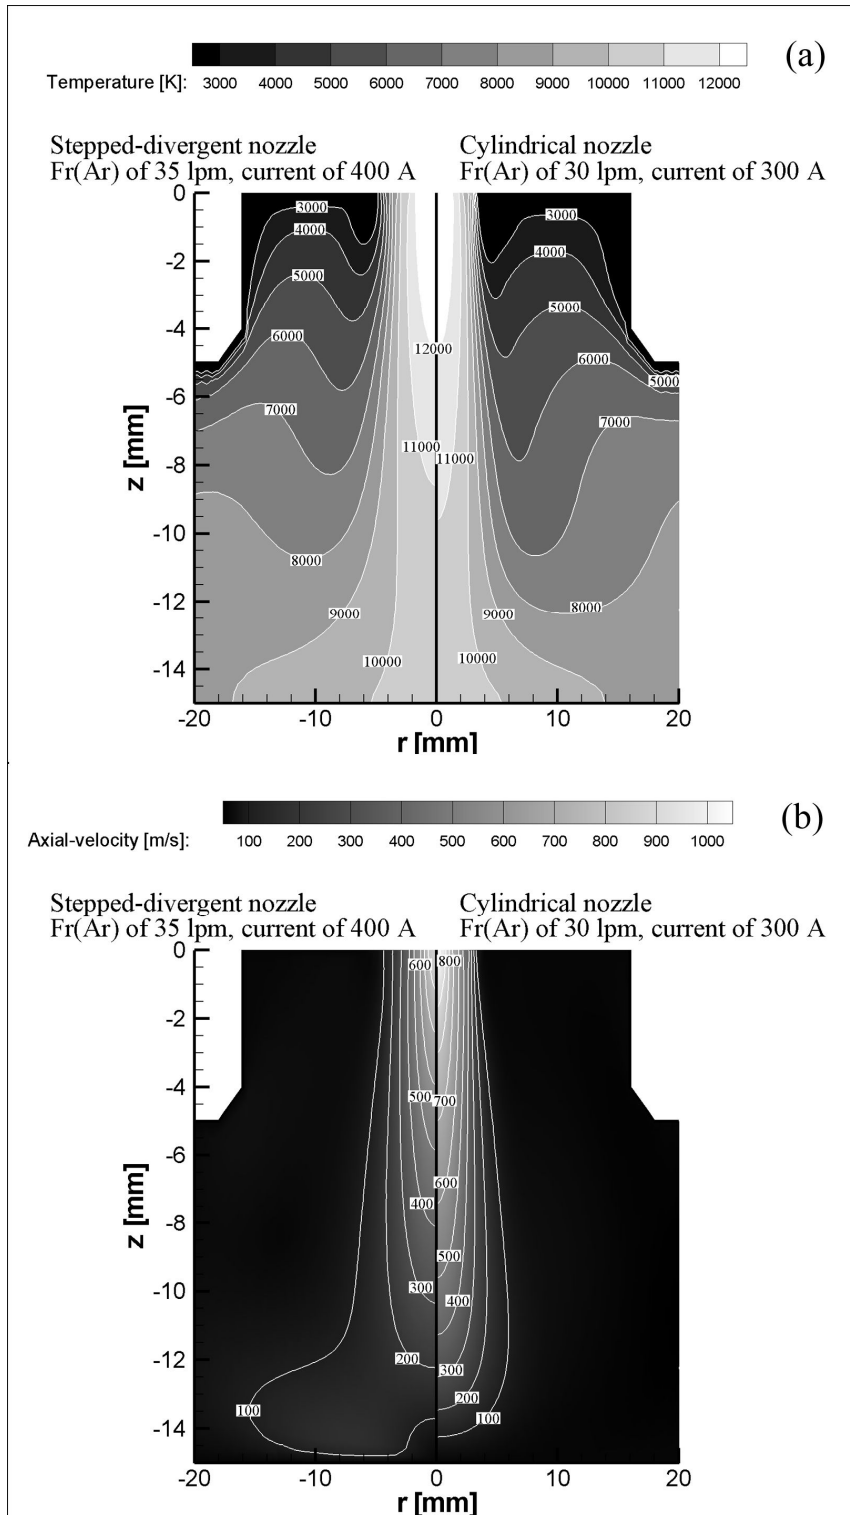 (a)
Temperature [K]: 3000 4000 5000 6000 7000 8000 9000 10000 11000 12000
Stepped-divergent nozzle Cylindrical nozzle
Fr(Ar) of 35 lpm, current of 400 A Fr(Ar) of 30 lpm, current of 300 A
0
3000 3000
4000 4000
-2
5000 5000
-4
6000 12000 6000
5000
-6
7000 7000
11000 11000
-8
z [mm]
-10
8000 8000
-12
9000 9000
10000 10000
-14
-20 -10 0 10 20
r [mm]
(b)
Axial-velocity [m/s]: 100 200 300 400 500 600 700 800 900 1000
Stepped-divergent nozzle Cylindrical nozzle
Fr(Ar) of 35 lpm, current of 400 A Fr(Ar) of 30 lpm, current of 300 A
0
600 800
-2
-4
500 700
-6
600
400
-8
z [mm]
500
300 400
-10
-12
200 300
200
100 100
-14
-20 -10 0 10 20
r [mm]